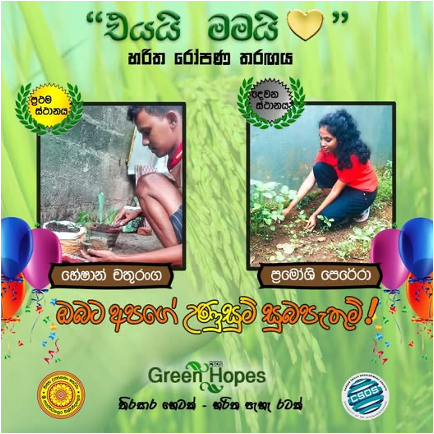 “එයයි මමයි”
හරිත රෝපණ තරඟය
ප්‍රථම
ස්ථානය
දෙවන
ස්ථානය
හේෂාන් චතුරංග
ප්‍රමෝශි පෙරේරා
ඔබට අපගේ උණුසුම් සුබපැතුම්!
Green Hopes
තිරසාර හෙටක් - හරිත පැහැ රටක්
CSDS